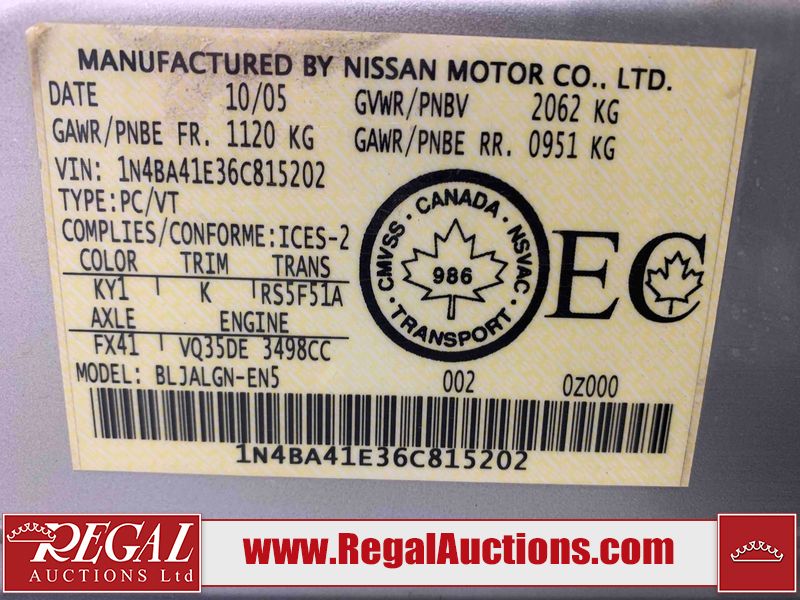 MANUFACTURED BY NISSAN MOTOR CO., LTD.
DATE 10/05 GVWR/PNBV 2062 KG
GAWR/PNBE FR. 1120 KG GAWR/PNBE RR. 0951 KG
VIN: 1N4BA41E36C815202
TYPE:PC/VT
COMPLIES/CONFORME:ICES-2
COLOR TRIM TRANS
KY1 K RS5F51A
AXLE ENGINE
FX41 VQ35DE 3498CC
MODEL: BLJALGN-EN5 002 0Z000
CMVSS · CANADA · NSVAC · TRANSPORT ·
986
EC
1N4BA41E36C815202
REGAL
AUCTIONS Ltd
www.RegalAuctions.com